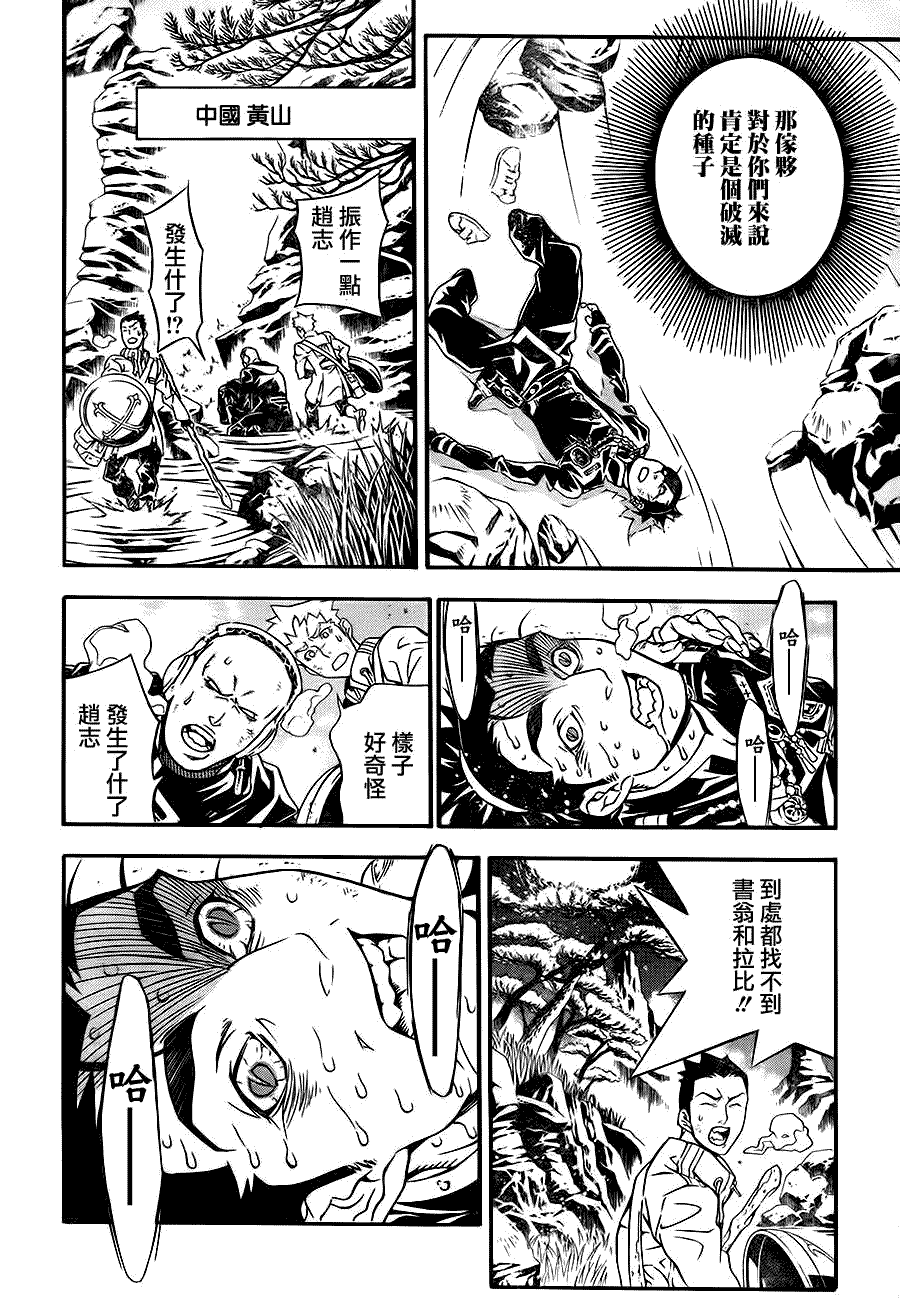 那傢夥
對於你們來說
肯定是個破滅
的種子
中國 黃山
振作一點
趙志
發生什了!?
哈——
哈——
哈——
樣子
好奇怪
發生了什了
趙志
到處都找不到
書翁和拉比!!
哈——
哈——